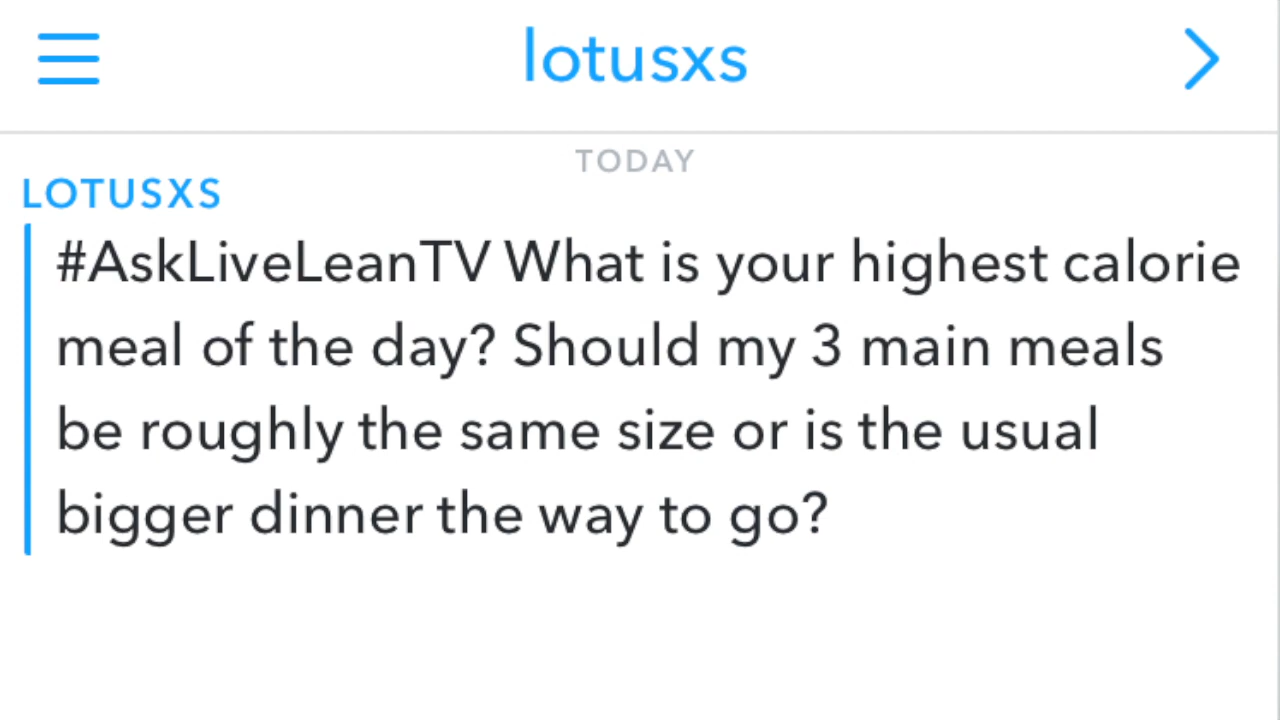 lotusxs
TODAY
LOTUSXS
#AskLiveLeanTV What is your highest calorie
meal of the day? Should my 3 main meals
be roughly the same size or is the usual
bigger dinner the way to go?